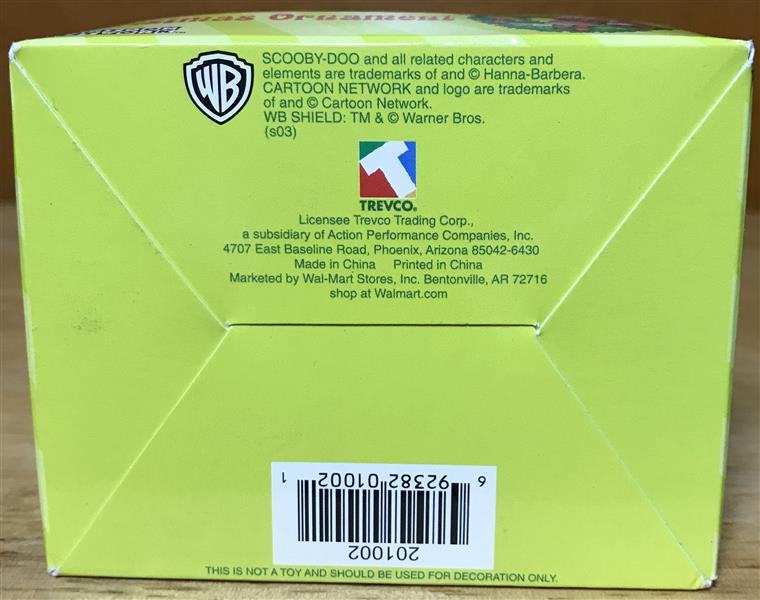 Ornament
WB
SCOOBY-DOO and all related characters and
elements are trademarks of and © Hanna-Barbera.
CARTOON NETWORK and logo are trademarks
of and © Cartoon Network.
WB SHIELD: TM & © Warner Bros.
(s03)
TREVCO®
Licensee Trevco Trading Corp.,
a subsidiary of Action Performance Companies, Inc.
4707 East Baseline Road, Phoenix, Arizona 85042-6430
Made in China Printed in China
Marketed by Wal-Mart Stores, Inc. Bentonville, AR 72716
shop at Walmart.com
6 92382 01002 1
201002
THIS IS NOT A TOY AND SHOULD BE USED FOR DECORATION ONLY.